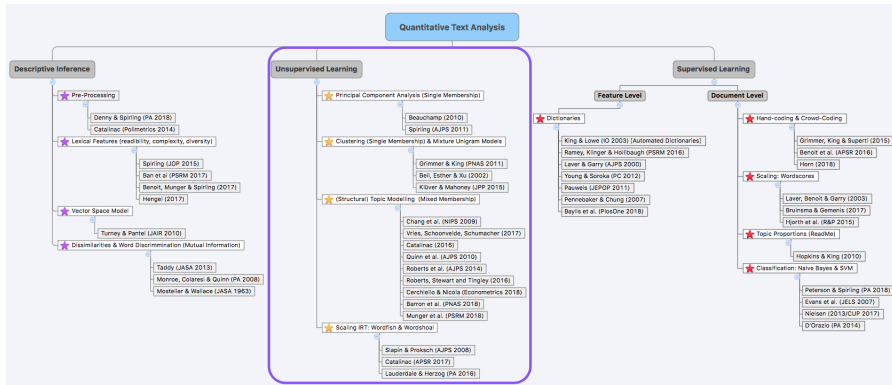 Quantitative Text Analysis
Descriptive Inference
Pre-Processing
Denny & Spirling (PA 2018)
Catalinac (Polimetrics 2014)
Lexical Features (readibility, complexity, diversity)
Spirling (JOP 2015)
Ban et al (PSRM 2017)
Benoit, Munger & Spirling (2017)
Hengel (2017)
Vector Space Model
Turney & Pantel (JAIR 2010)
Dissimilarities & Word Discrimination (Mutual Information)
Taddy (JASA 2013)
Monroe, Colaresi & Quinn (PA 2008)
Mosteller & Wallace (JASA 1963)
Unsupervised Learning
Principal Component Analysis (Single Membership)
Beauchamp (2010)
Spirling (AJPS 2011)
Clustering (Single Membership) & Mixture Unigram Models
Grimmer & King (PNAS 2011)
Beil, Esther & Xu (2002)
Klüver & Mahoney (JPP 2015)
(Structural) Topic Modelling (Mixed Membership)
Chang et al. (NIPS 2009)
Vries, Schoonvelde, Schumacher (2017)
Catalinac (2016)
Quinn et al. (AJPS 2010)
Roberts et al. (AJPS 2014)
Roberts, Stewart and Tingley (2016)
Cerchiello & Nicola (Econometrics 2018)
Barron et al. (PNAS 2018)
Munger et al. (PSRM 2018)
Scaling IRT: Wordfish & Wordshoal
Slapin & Proksch (AJPS 2008)
Catalinac (APSR 2017)
Lauderdale & Herzog (PA 2016)
Supervised Learning
Feature Level
Dictionaries
King & Lowe (IO 2003) [Automated Dictionaries]
Ramey, Klinger & Hollibaugh (PSRM 2016)
Laver & Garry (AJPS 2000)
Young & Soroka (PC 2012)
Pauwels (JEPOP 2011)
Pennebaker & Chung (2007)
Baylis et al. (PlosOne 2018)
Document Level
Hand-coding & Crowd-Coding
Grimmer, King & Superti (2015)
Benoit et al. (APSR 2016)
Horn (2018)
Scaling: Wordscores
Laver, Benoit & Garry (2003)
Bruinsma & Gemenis (2017)
Hjorth et al. (R&P 2015)
Topic Proportions (ReadMe)
Hopkins & King (2010)
Classification: Naive Bayes & SVM
Peterson & Spirling (PA 2018)
Evans et al. (JELS 2007)
Nielsen (2013/CUP 2017)
D'Orazio (PA 2014)